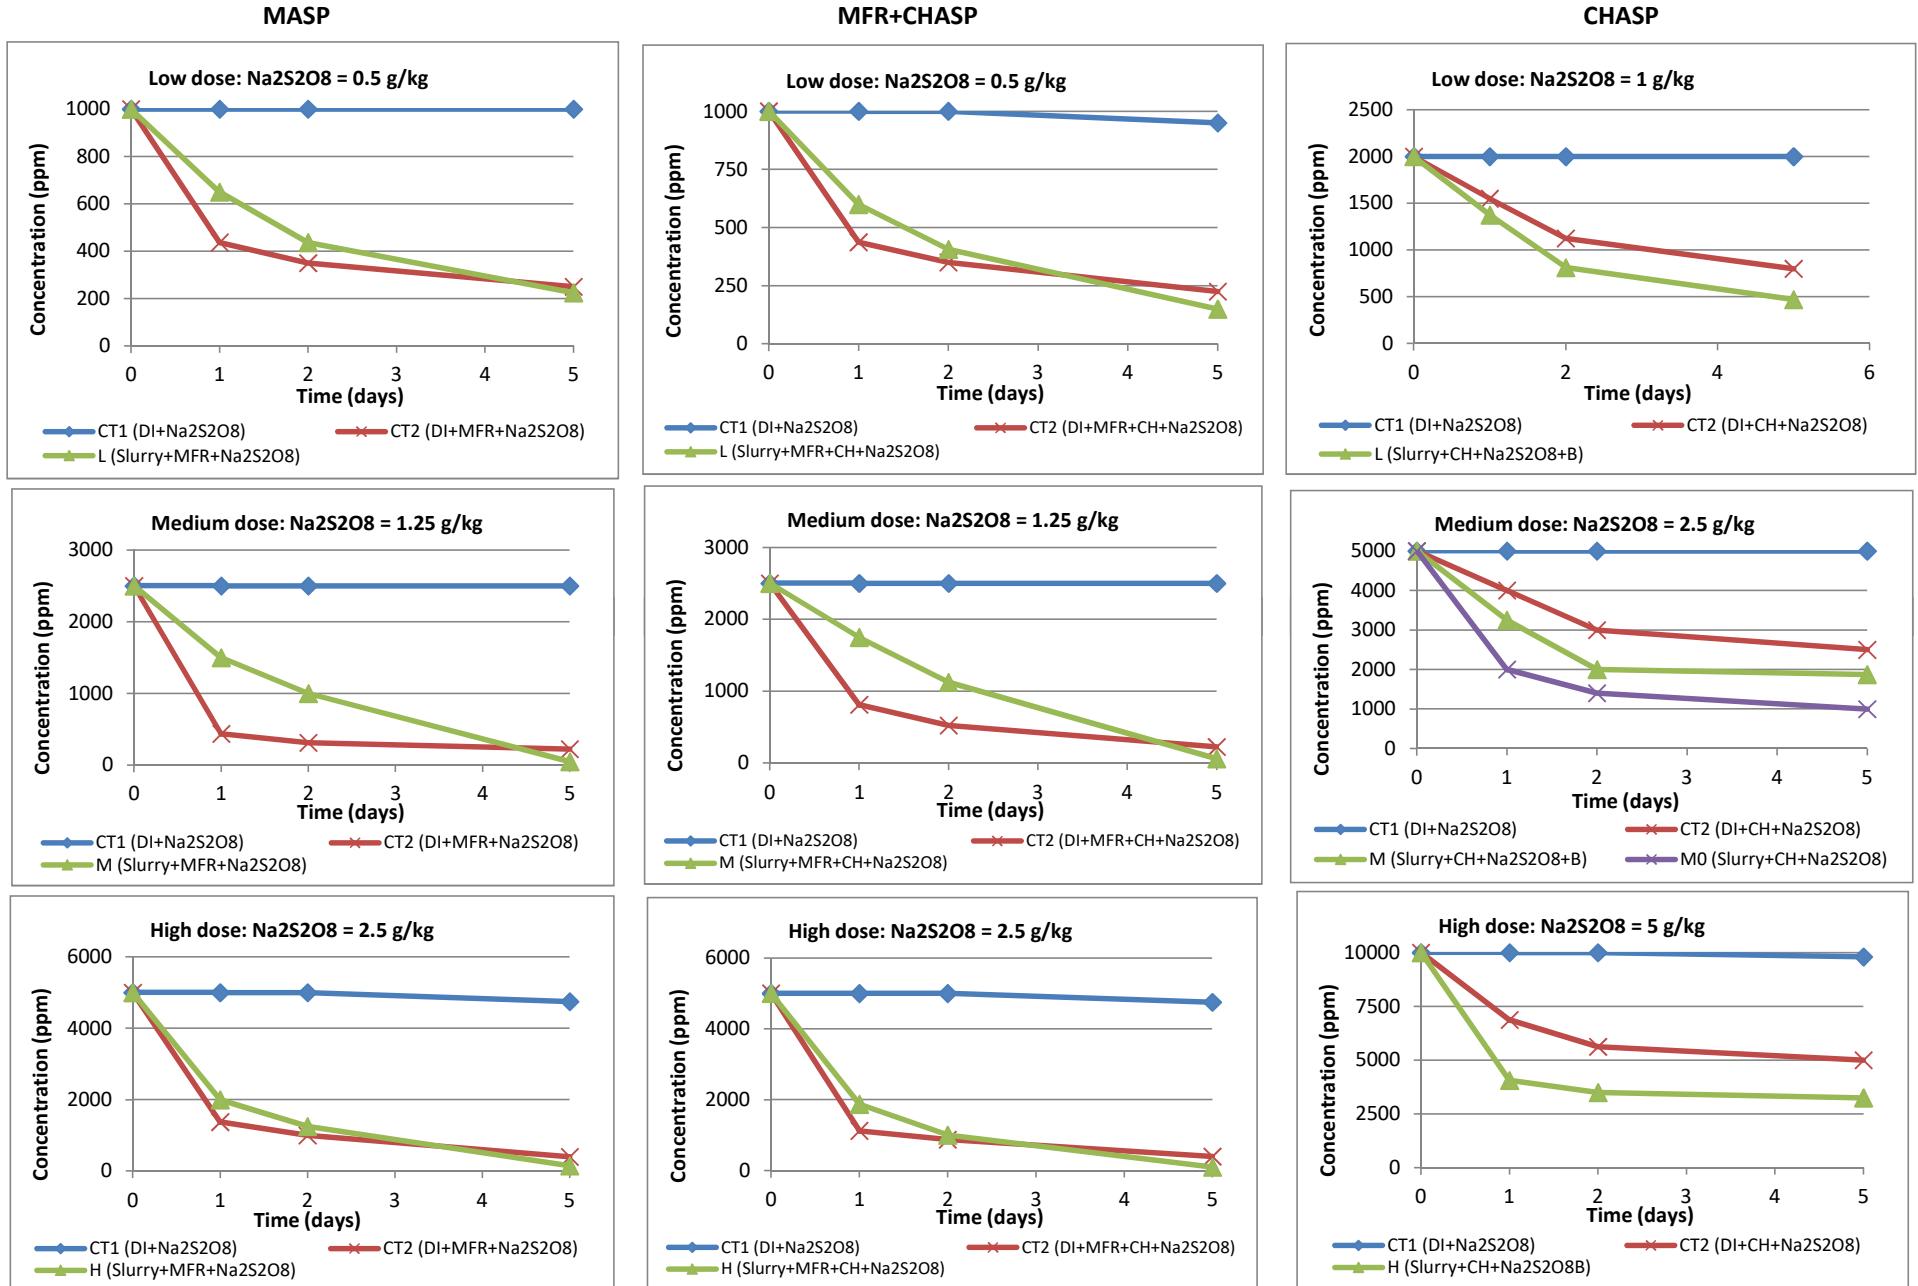 MASP
MFR+CHASP
CHASP
Low dose: Na2S2O8 = 0.5 g/kg
Concentration (ppm)
1000
800
600
400
200
0
0 1 2 3 4 5
Time (days)
CT1 (DI+Na2S2O8) CT2 (DI+MFR+Na2S2O8)
L (Slurry+MFR+Na2S2O8)
Low dose: Na2S2O8 = 0.5 g/kg
Concentration (ppm)
1000
750
500
250
0
0 1 2 3 4 5
Time (days)
CT1 (DI+Na2S2O8) CT2 (DI+MFR+CH+Na2S2O8)
L (Slurry+MFR+CH+Na2S2O8)
Low dose: Na2S2O8 = 1 g/kg
Concentration (ppm)
2500
2000
1500
1000
500
0
0 2 4 6
Time (days)
CT1 (DI+Na2S2O8) CT2 (DI+CH+Na2S2O8)
L (Slurry+CH+Na2S2O8+B)
Medium dose: Na2S2O8 = 1.25 g/kg
Concentration (ppm)
3000
2000
1000
0
0 1 2 3 4 5
Time (days)
CT1 (DI+Na2S2O8) CT2 (DI+MFR+Na2S2O8)
M (Slurry+MFR+Na2S2O8)
Medium dose: Na2S2O8 = 1.25 g/kg
Concentration (ppm)
3000
2000
1000
0
0 1 2 3 4 5
Time (days)
CT1 (DI+Na2S2O8) CT2 (DI+MFR+CH+Na2S2O8)
M (Slurry+MFR+CH+Na2S2O8)
Medium dose: Na2S2O8 = 2.5 g/kg
Concentration (ppm)
5000
4000
3000
2000
1000
0
0 1 2 3 4 5
Time (days)
CT1 (DI+Na2S2O8) CT2 (DI+CH+Na2S2O8)
M (Slurry+CH+Na2S2O8+B) M0 (Slurry+CH+Na2S2O8)
High dose: Na2S2O8 = 2.5 g/kg
Concentration (ppm)
6000
4000
2000
0
0 1 2 3 4 5
Time (days)
CT1 (DI+Na2S2O8) CT2 (DI+MFR+Na2S2O8)
H (Slurry+MFR+Na2S2O8)
High dose: Na2S2O8 = 2.5 g/kg
Concentration (ppm)
6000
4000
2000
0
0 1 2 3 4 5
Time (days)
CT1 (DI+Na2S2O8) CT2 (DI+MFR+CH+Na2S2O8)
H (Slurry+MFR+CH+Na2S2O8)
High dose: Na2S2O8 = 5 g/kg
Concentration (ppm)
10000
7500
5000
2500
0
0 1 2 3 4 5
Time (days)
CT1 (DI+Na2S2O8) CT2 (DI+CH+Na2S2O8)
H (Slurry+CH+Na2S2O8B)